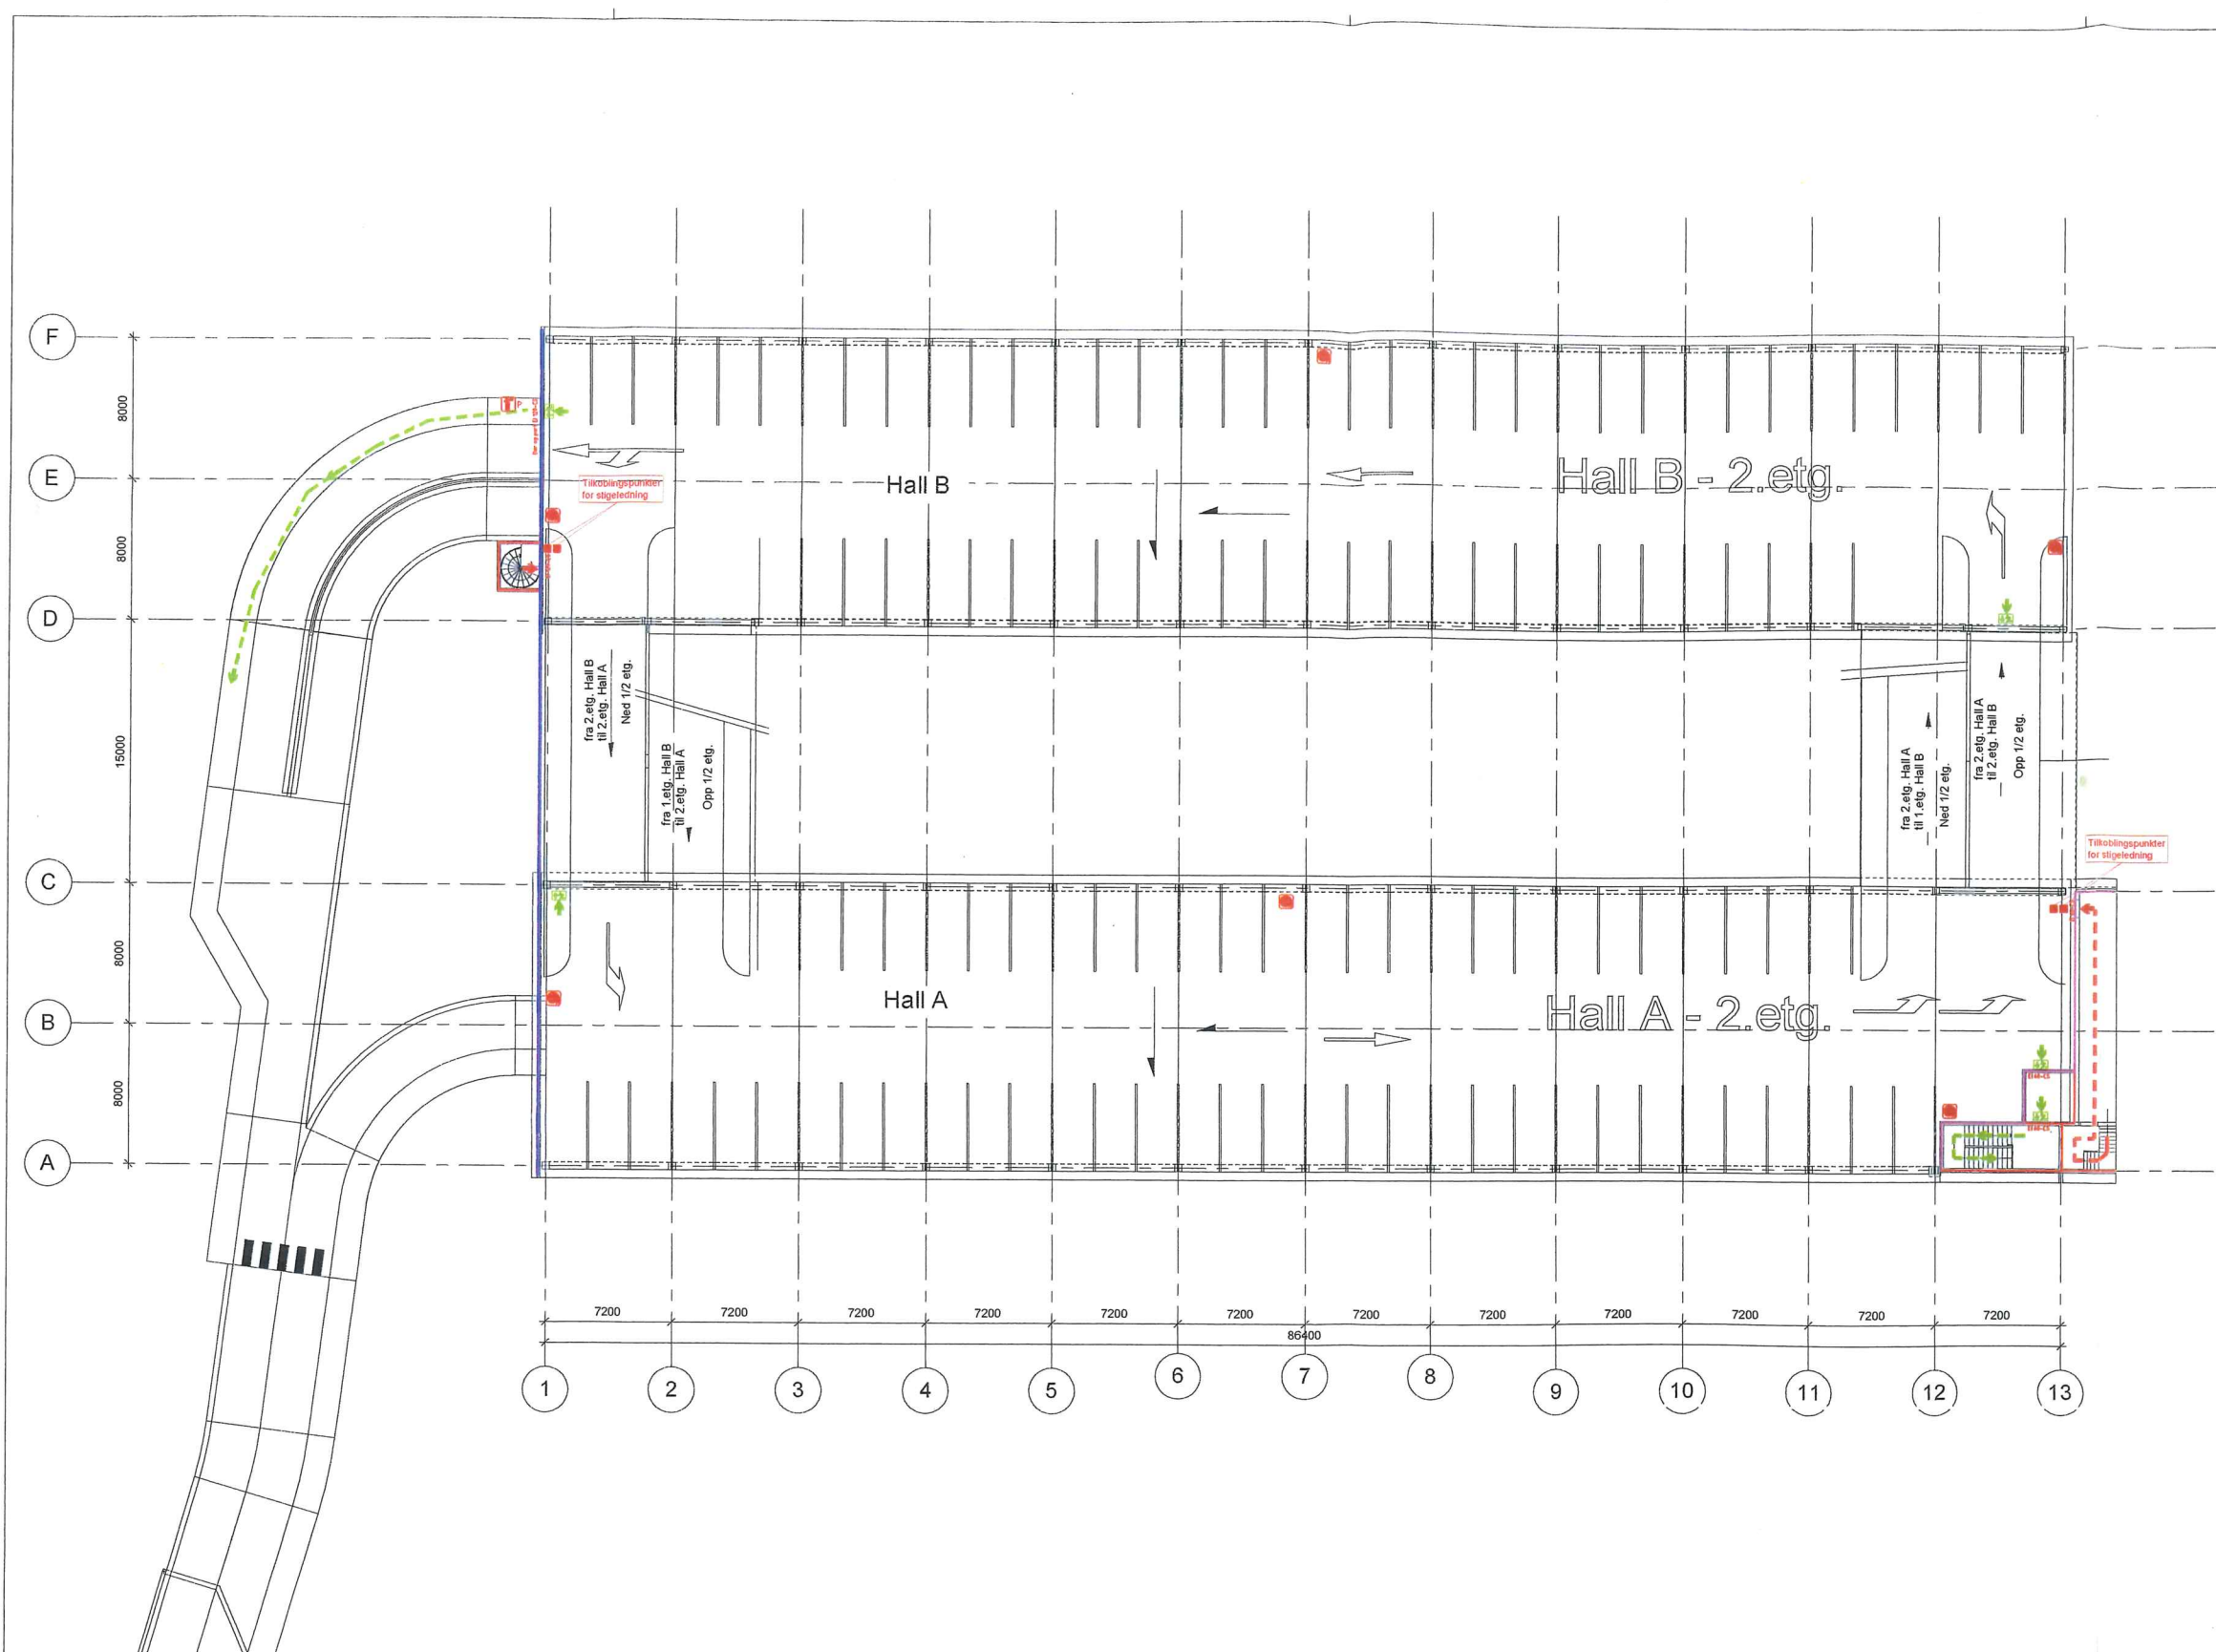 F
8000
E
Tilkoblingspunkter
for stigeledning
P
Hall B
Hall B - 2.etg.
8000
D
fra 2.etg. Hall B
til 2.etg. Hall A
Ned 1/2 etg.
fra 1.etg. Hall B
til 2.etg. Hall A
Opp 1/2 etg.
15000
fra 2.etg. Hall A
til 1.etg. Hall B
Ned 1/2 etg.
fra 2.etg. Hall A
til 2.etg. Hall B
Opp 1/2 etg.
Tilkoblingspunkter
for stigeledning
C
8000
Hall A
Hall A - 2.etg.
B
8000
A
7200 7200 7200 7200 7200 7200 7200 7200 7200 7200 7200 7200
86400
1 2 3 4 5 6 7 8 9 10 11 12 13